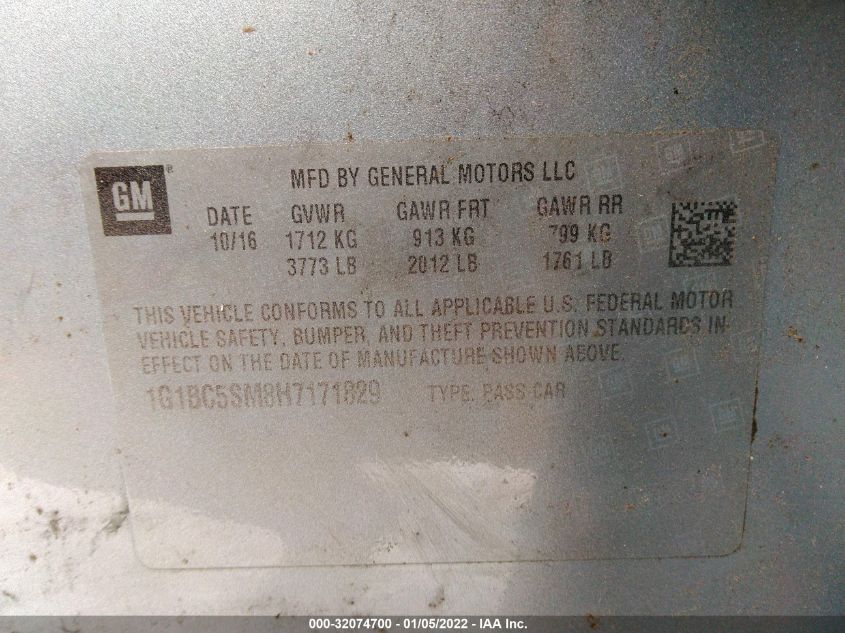 GM ®
MFD BY GENERAL MOTORS LLC
DATE GVWR GAWR FRT GAWR RR
10/16 1712 KG 913 KG 799 KG
3773 LB 2012 LB 1761 LB
THIS VEHICLE CONFORMS TO ALL APPLICABLE U.S. FEDERAL MOTOR
VEHICLE SAFETY, BUMPER, AND THEFT PREVENTION STANDARDS IN
EFFECT ON THE DATE OF MANUFACTURE SHOWN ABOVE.
1G1BC5SM8H7171829 TYPE: PASS CAR
000-32074700 - 01/05/2022 - IAA Inc.